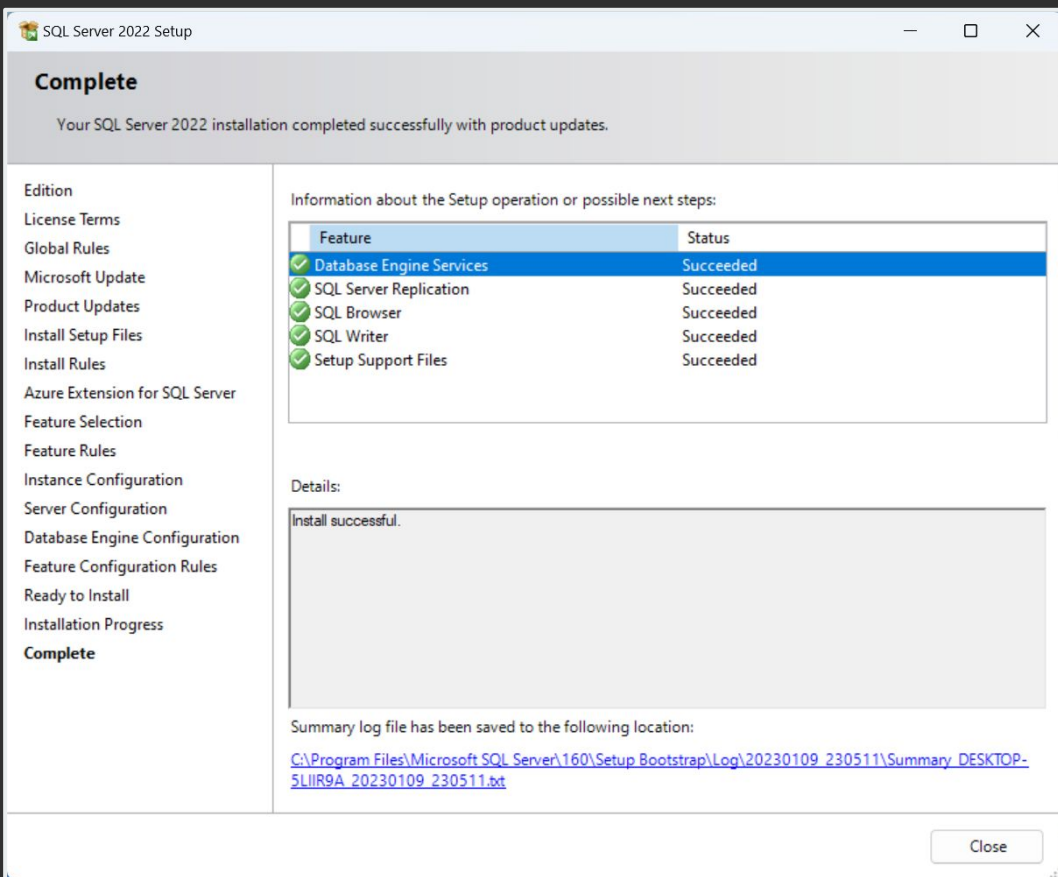 SQL Server 2022 Setup
Complete
Your SQL Server 2022 installation completed successfully with product updates.
Edition
License Terms
Global Rules
Microsoft Update
Product Updates
Install Setup Files
Install Rules
Azure Extension for SQL Server
Feature Selection
Feature Rules
Instance Configuration
Server Configuration
Database Engine Configuration
Feature Configuration Rules
Ready to Install
Installation Progress
Complete
Information about the Setup operation or possible next steps:
Feature Status
Database Engine Services Succeeded
SQL Server Replication Succeeded
SQL Browser Succeeded
SQL Writer Succeeded
Setup Support Files Succeeded
Details:
Install successful.
Summary log file has been saved to the following location:
C:\Program Files\Microsoft SQL Server\160\Setup Bootstrap\Log\20230109_230511\Summary_DESKTOP-
5LIIR9A_20230109_230511.txt
Close